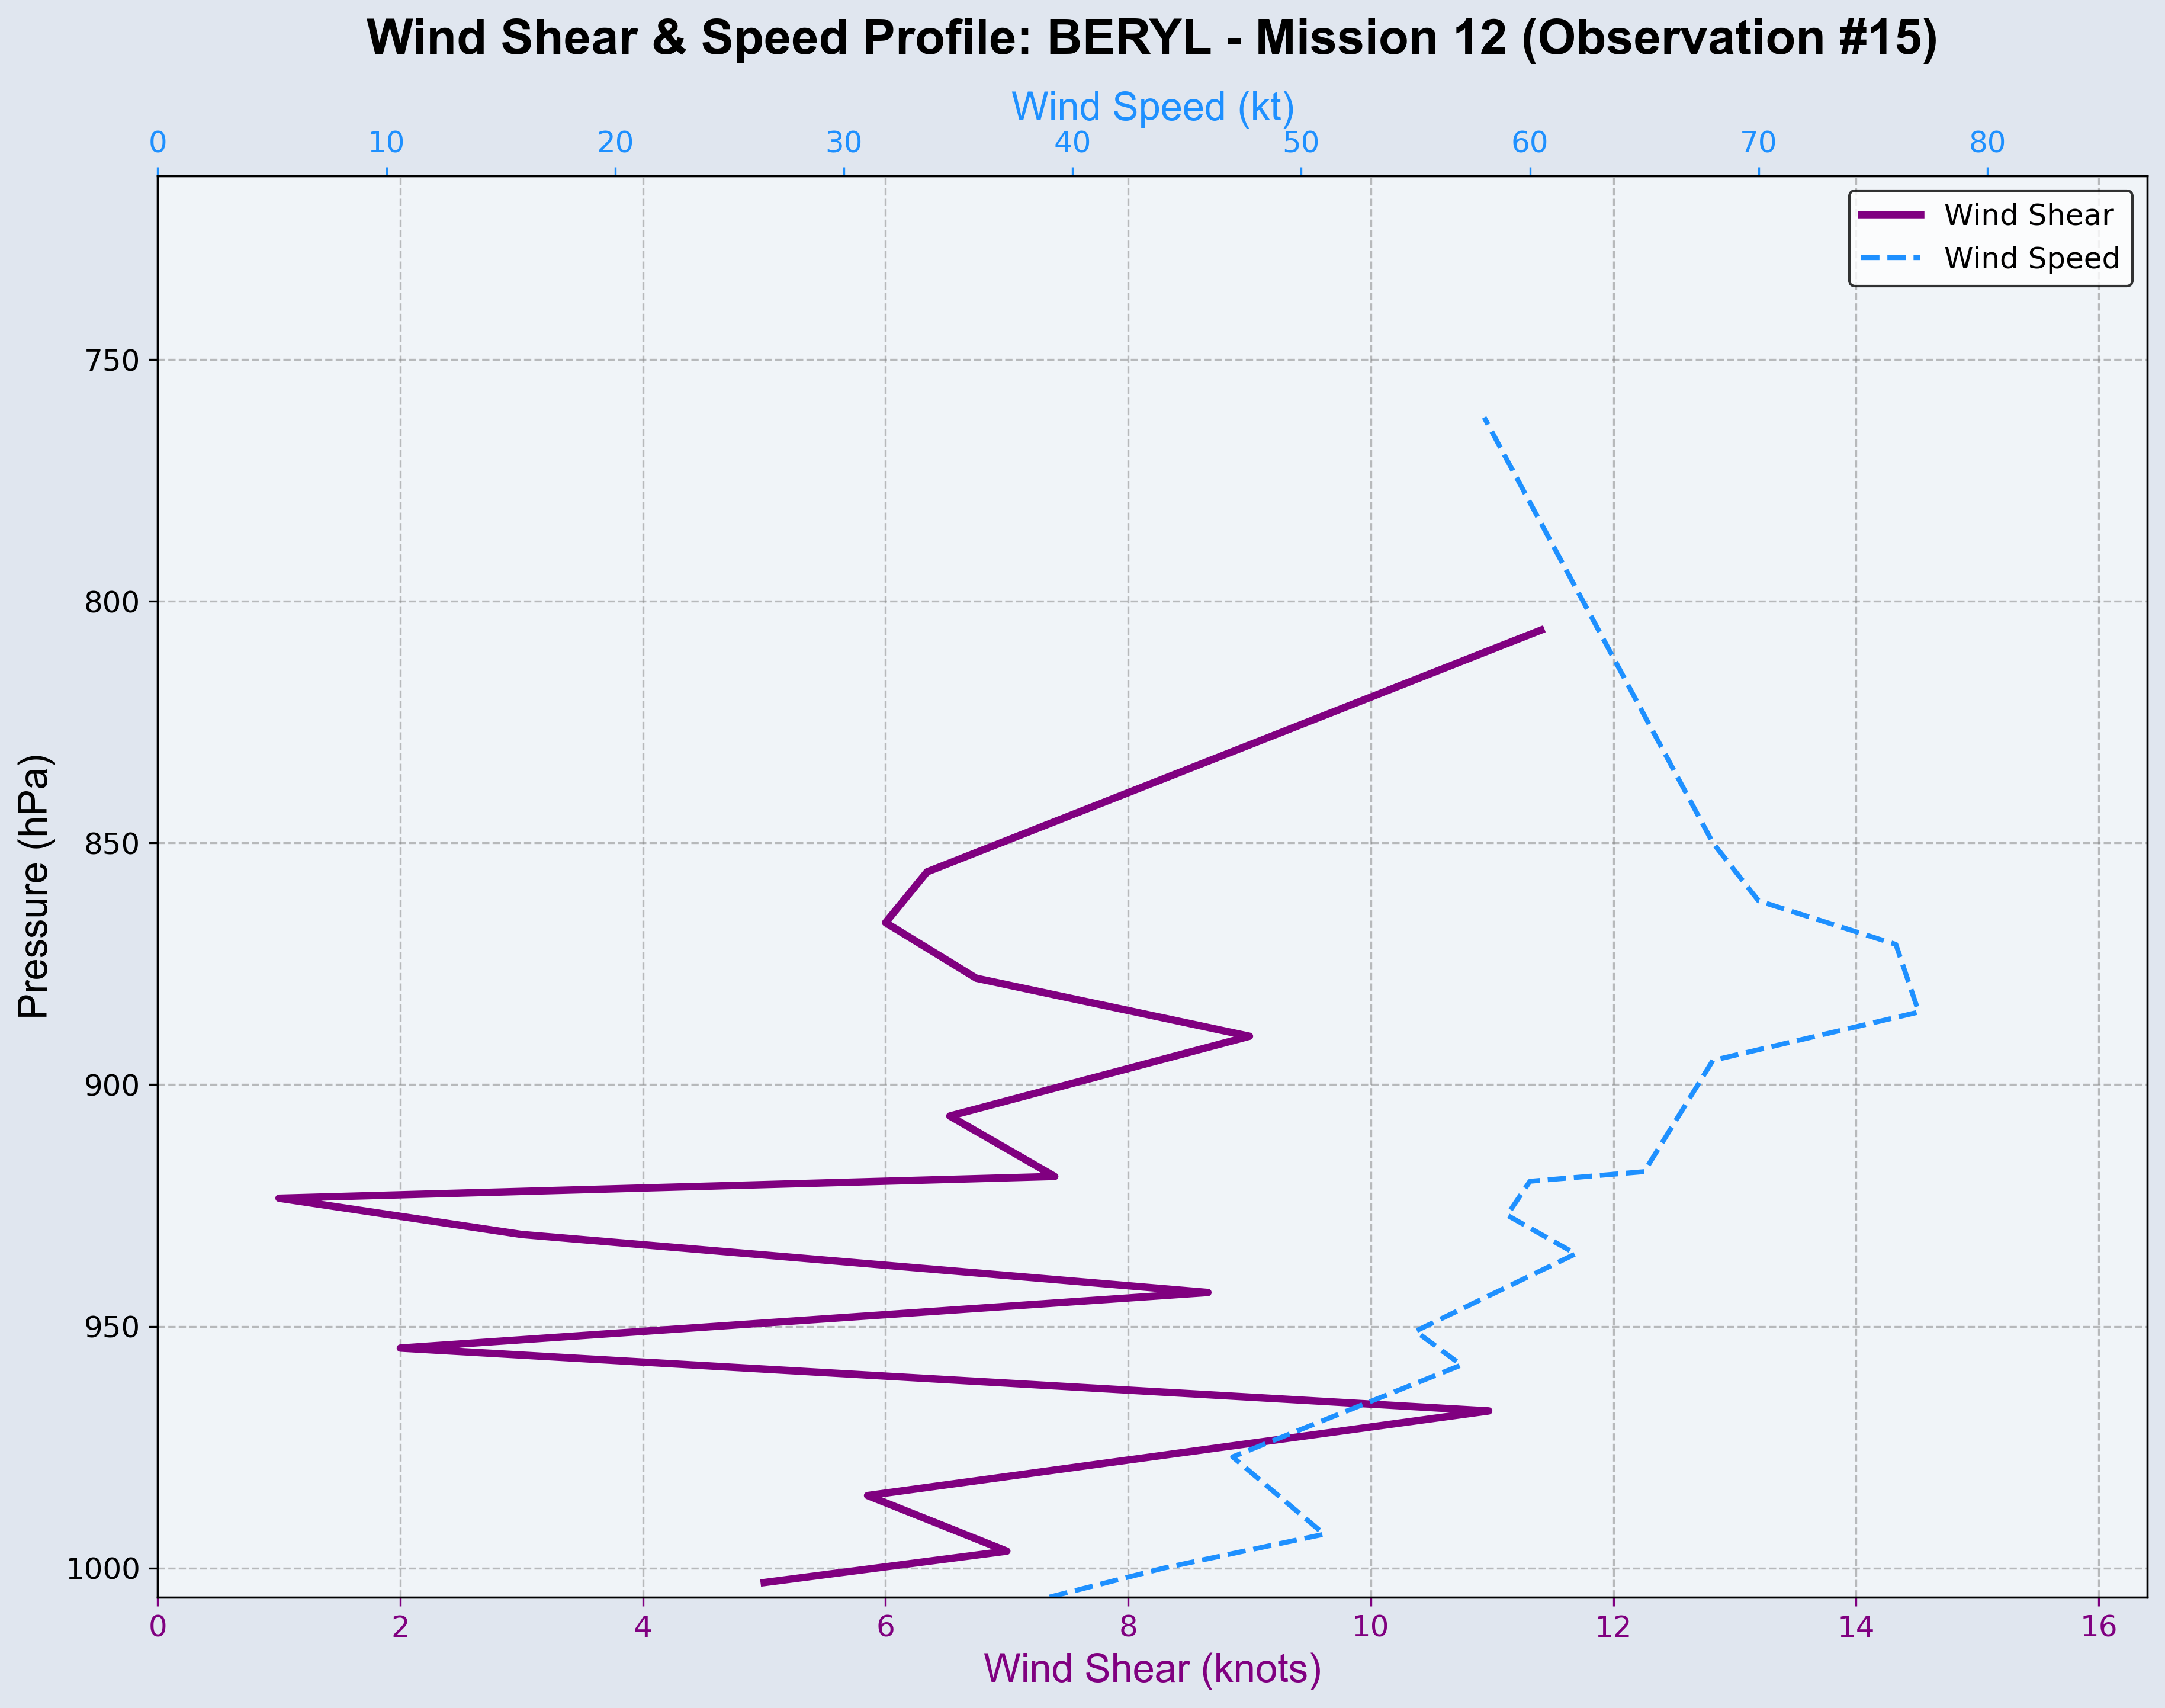 Wind Shear & Speed Profile: BERYL - Mission 12 (Observation #15)
Wind Speed (kt)
0 10 20 30 40 50 60 70 80
Wind Shear
Wind Speed
750
800
850
900
950
1000
Pressure (hPa)
0 2 4 6 8 10 12 14 16
Wind Shear (knots)